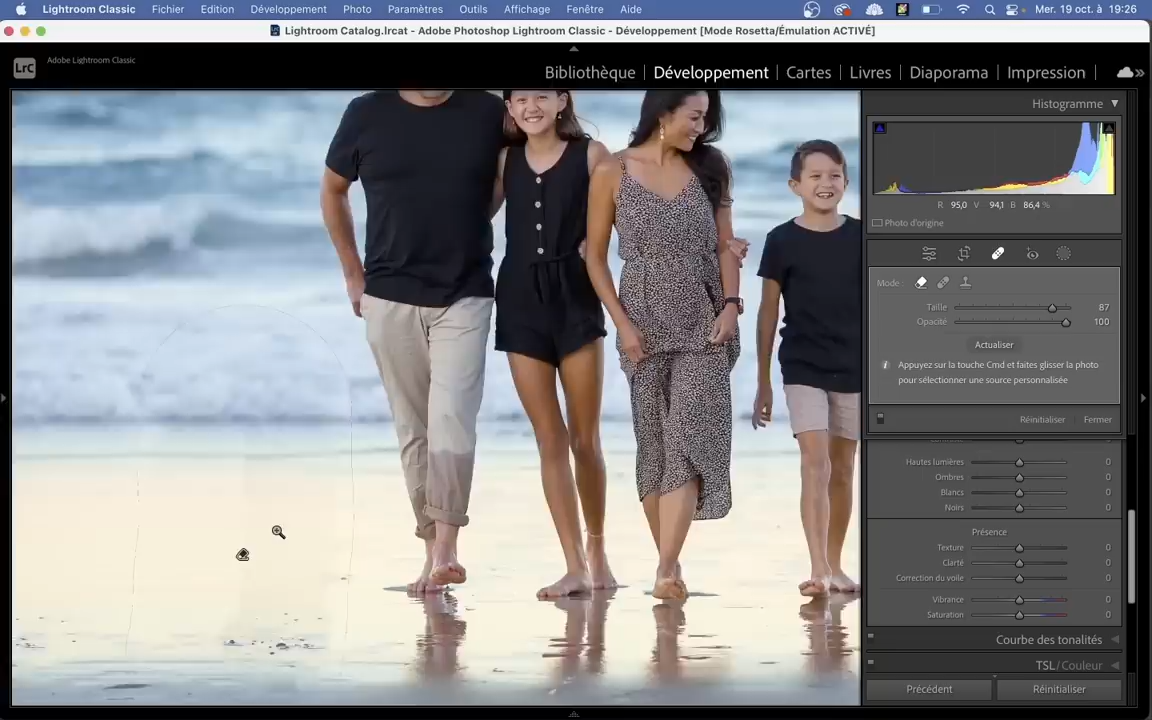 Lightroom Classic Fichier Edition Développement Photo Paramètres Outils Affichage Fenêtre Aide Mer. 19 oct. à 19:26
Lightroom Catalog.lrcat - Adobe Photoshop Lightroom Classic - Développement [Mode Rosetta/Émulation ACTIVÉ]
LrC Adobe Lightroom Classic
Bibliothèque | Développement | Cartes | Livres | Diaporama | Impression |
Histogramme
R 95,0 V 94,1 B 86,4 %
Photo d'origine
Mode :
Taille 87
Opacité 100
Actualiser
Appuyez sur la touche Cmd et faites glisser la photo
pour sélectionner une source personnalisée
Réinitialiser Fermer
Hautes lumières 0
Ombres 0
Blancs 0
Noirs 0
Présence
Texture 0
Clarté 0
Correction du voile 0
Vibrance 0
Saturation 0
Courbe des tonalités
TSL/Couleur
Précédent Réinitialiser